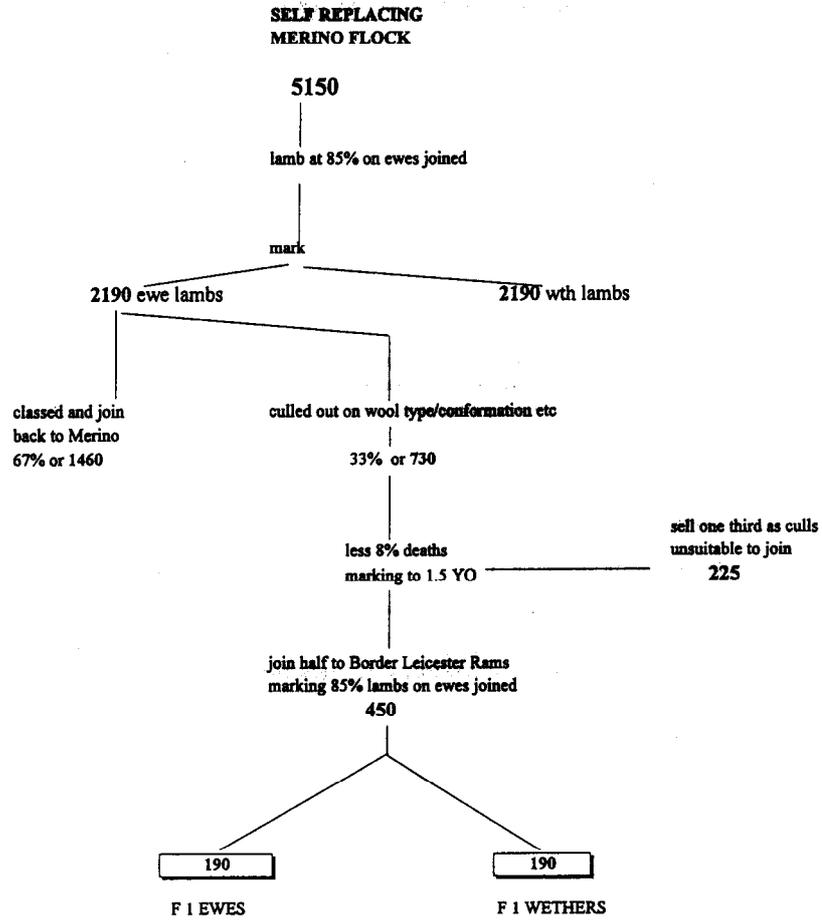 SELF REPLACING
MERINO FLOCK
5150
lamb at 85% on ewes joined
mark
2190 ewe lambs
2190 wth lambs
classed and join
back to Merino
67% or 1460
culled out on wool type/conformation etc
33% or 730
sell one third as culls
unsuitable to join
225
less 8% deaths
marking to 1.5 YO
join half to Border Leicester Rams
marking 85% lambs on ewes joined
450
190
190
F 1 EWES
F 1 WETHERS